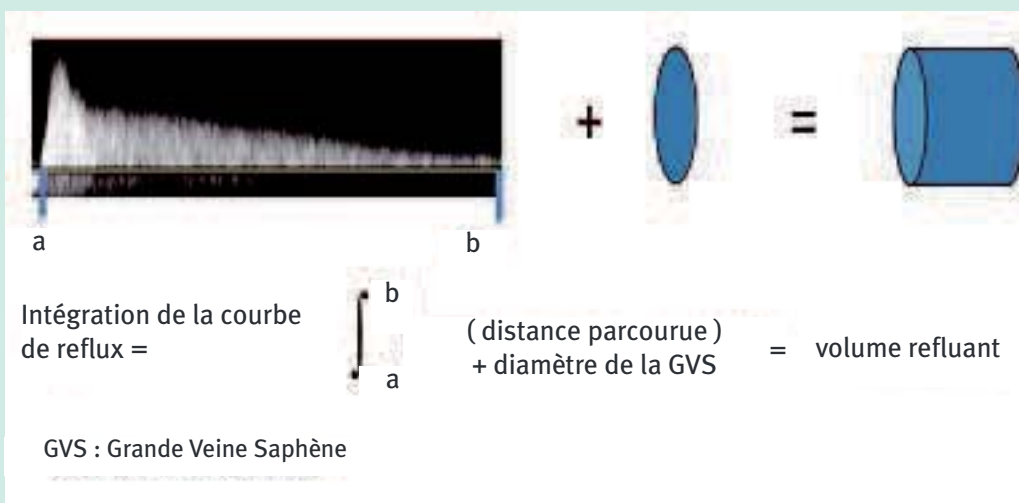 + =
a b
Intégration de la courbe
de reflux =
b
a
( distance parcourue )
+ diamètre de la GVS
= volume refluant
GVS : Grande Veine Saphène